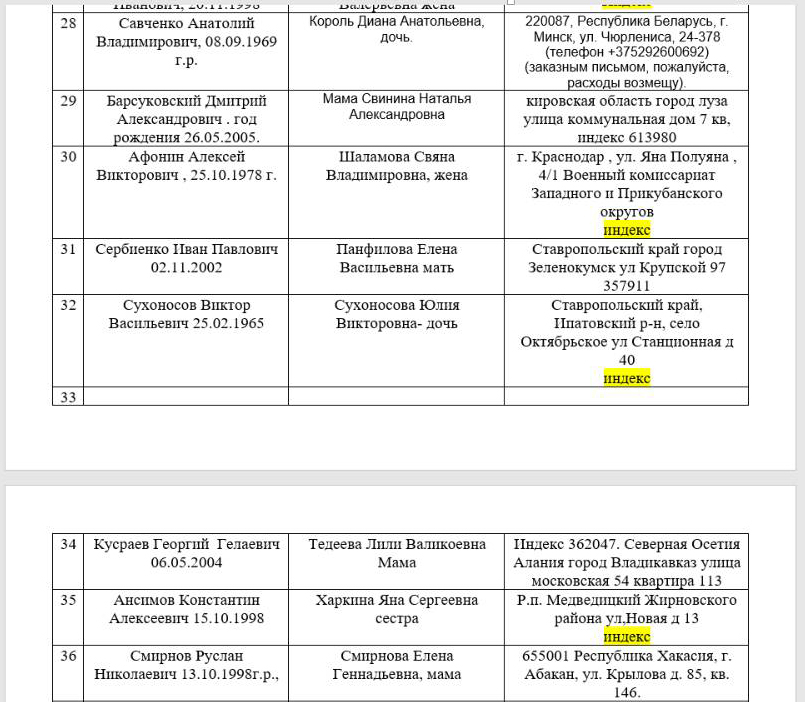 Иванович, 20.11.1998
Валерьевна жена
индекс
28
Савченко Анатолий
Владимирович, 08.09.1969
г.р.
Король Диана Анатольевна,
дочь.
220087, Республика Беларусь, г.
Минск, ул. Чюрлениса, 24-378
(телефон +375292600692)
(заказным письмом, пожалуйста,
расходы возмещу).
29
Барсуковский Дмитрий
Александрович . год
рождения 26.05.2005.
Мама Свинина Наталья
Александровна
кировская область город луза
улица коммунальная дом 7 кв,
индекс 613980
30
Афонин Алексей
Викторович , 25.10.1978 г.
Шаламова Свяна
Владимировна, жена
г. Краснодар , ул. Яна Полуяна ,
4/1 Военный комиссариат
Западного и Прикубанского
округов
индекс
31
Сербиенко Иван Павлович
02.11.2002
Панфилова Елена
Васильевна мать
Ставропольский край город
Зеленокумск ул Крупской 97
357911
32
Сухоносов Виктор
Васильевич 25.02.1965
Сухоносова Юлия
Викторовна- дочь
Ставропольский край,
Ипатовский р-н, село
Октябрьское ул Станционная д
40
индекс
33
34
Кусраев Георгий Гелаевич
06.05.2004
Тедеева Лили Валикоевна
Мама
Индекс 362047. Северная Осетия
Алания город Владикавказ улица
московская 54 квартира 113
35
Ансимов Константин
Алексеевич 15.10.1998
Харкина Яна Сергеевна
сестра
Р.п. Медведицкий Жирновского
района ул,Новая д 13
индекс
36
Смирнов Руслан
Николаевич 13.10.1998г.р.,
Смирнова Елена
Геннадьевна, мама
655001 Республика Хакасия, г.
Абакан, ул. Крылова д. 85, кв.
146.